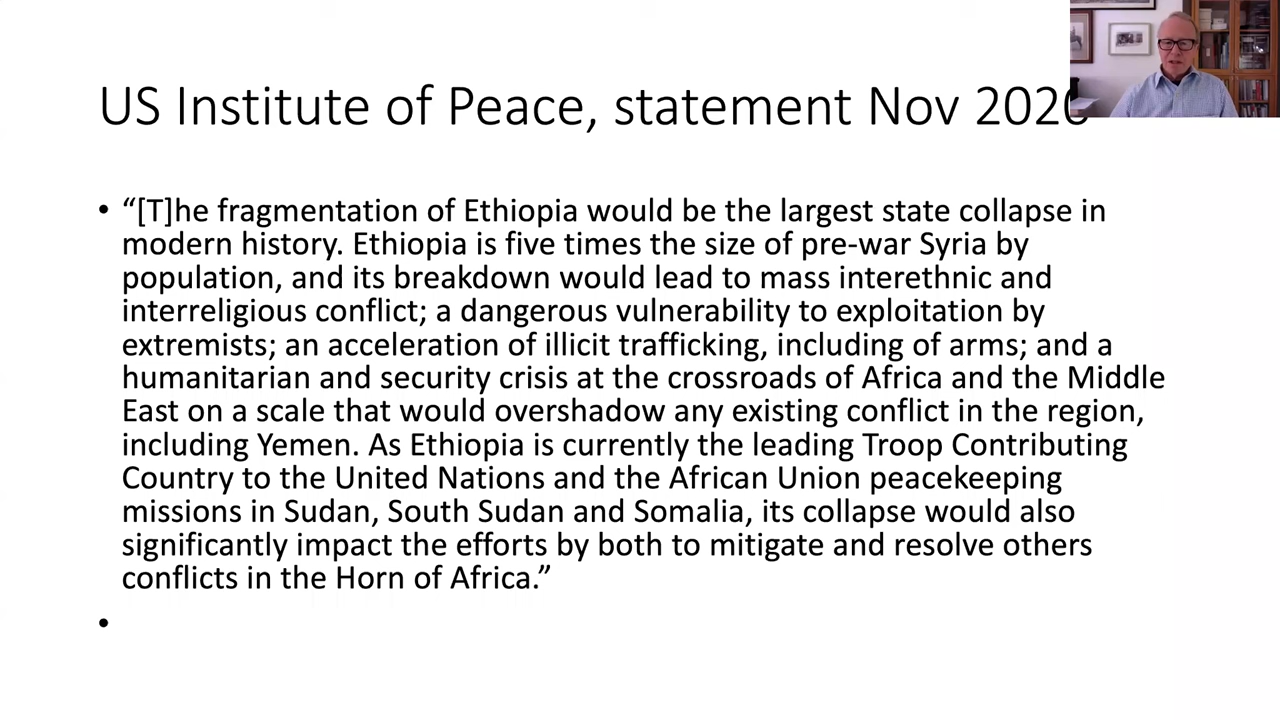 US Institute of Peace, statement Nov 2020
• “[T]he fragmentation of Ethiopia would be the largest state collapse in
modern history. Ethiopia is five times the size of pre-war Syria by
population, and its breakdown would lead to mass interethnic and
interreligious conflict; a dangerous vulnerability to exploitation by
extremists; an acceleration of illicit trafficking, including of arms; and a
humanitarian and security crisis at the crossroads of Africa and the Middle
East on a scale that would overshadow any existing conflict in the region,
including Yemen. As Ethiopia is currently the leading Troop Contributing
Country to the United Nations and the African Union peacekeeping
missions in Sudan, South Sudan and Somalia, its collapse would also
significantly impact the efforts by both to mitigate and resolve others
conflicts in the Horn of Africa.”
•